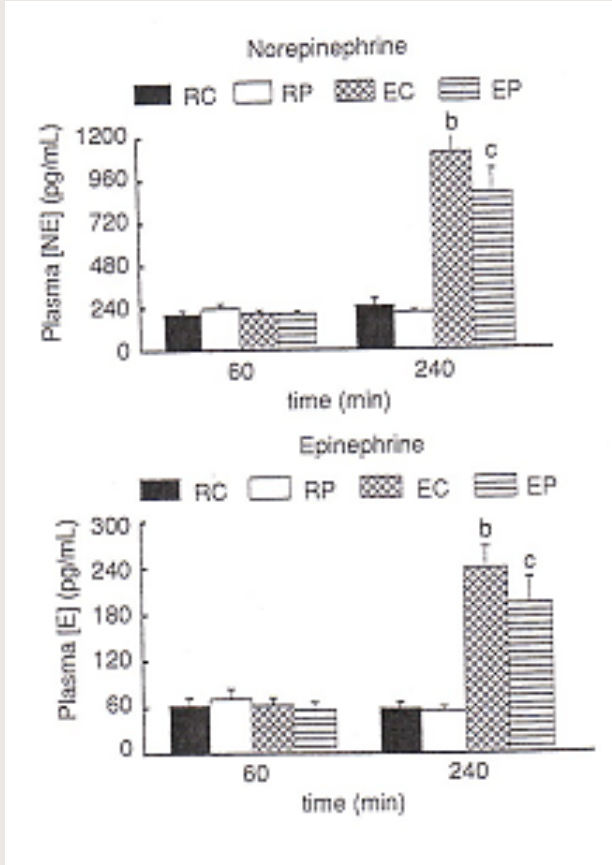 Norepinephrine
RC RP EC EP
Plasma [NE] (pg/mL)
1200
960
720
480
240
0
b
c
60 240
time (min)
Epinephrine
RC RP EC EP
Plasma [E] (pg/mL)
300
240
180
120
60
0
b
c
60 240
time (min)